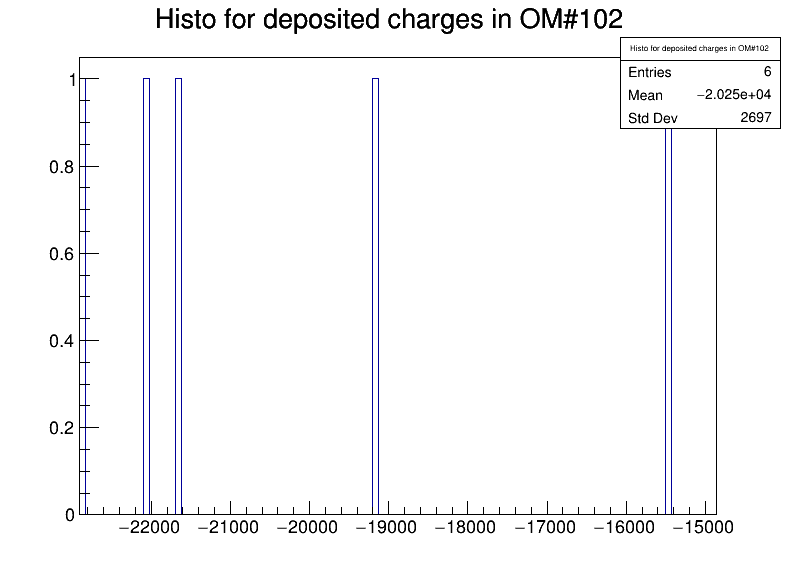 Histo for deposited charges in OM#102
Histo for deposited charges in OM#102
Entries 6
Mean −2.025e+04
Std Dev 2697
1
0.8
0.6
0.4
0.2
0
−22000 −21000 −20000 −19000 −18000 −17000 −16000 −15000